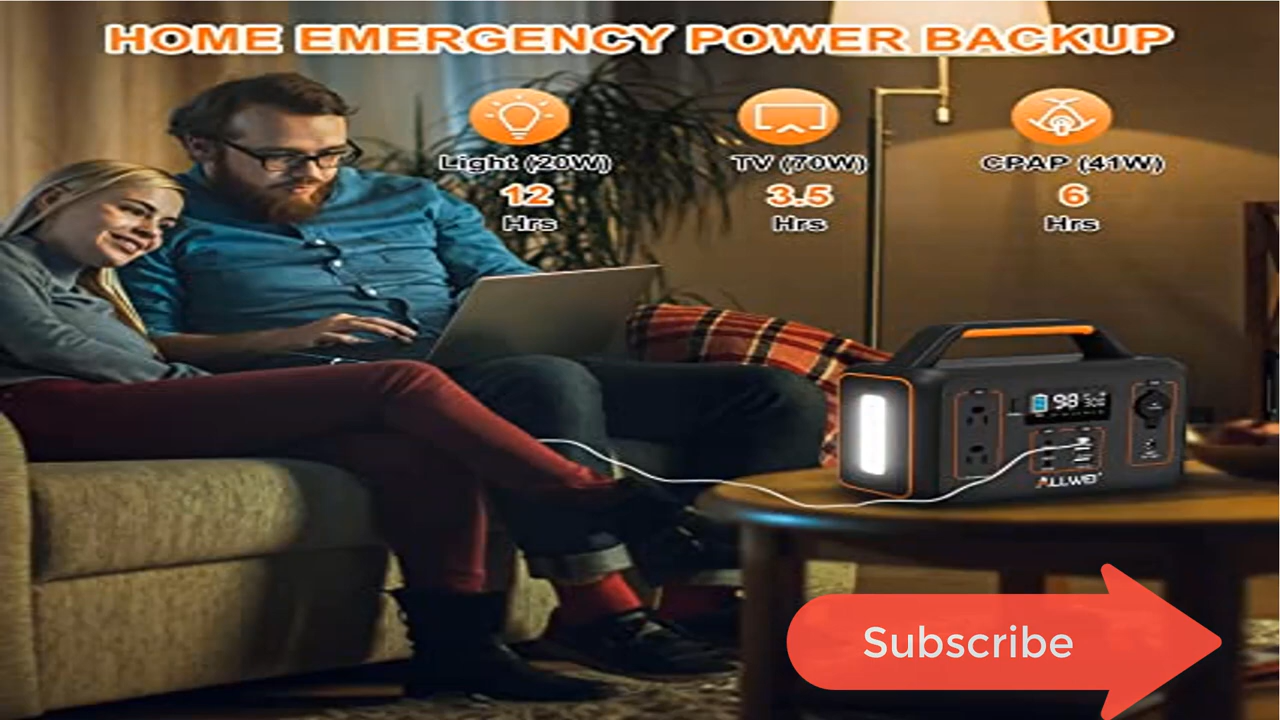 HOME EMERGENCY POWER BACKUP
Light (20W)
12
Hrs
TV (70W)
3.5
Hrs
CPAP (41W)
6
Hrs
98
ALLWEI
Subscribe